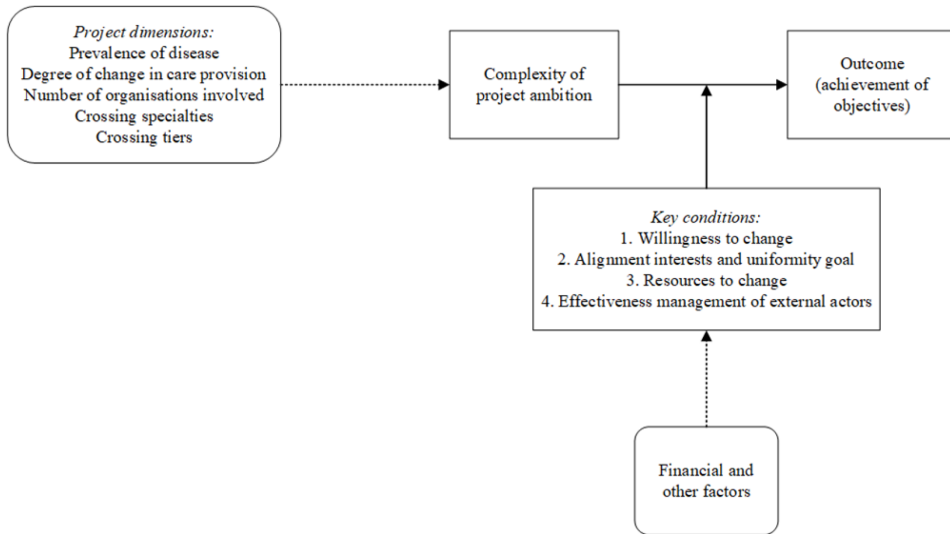 Project dimensions:
Prevalence of disease
Degree of change in care provision
Number of organisations involved
Crossing specialties
Crossing tiers
Complexity of
project ambition
Outcome
(achievement of
objectives)
Key conditions:
1. Willingness to change
2. Alignment interests and uniformity goal
3. Resources to change
4. Effectiveness management of external actors
Financial and
other factors